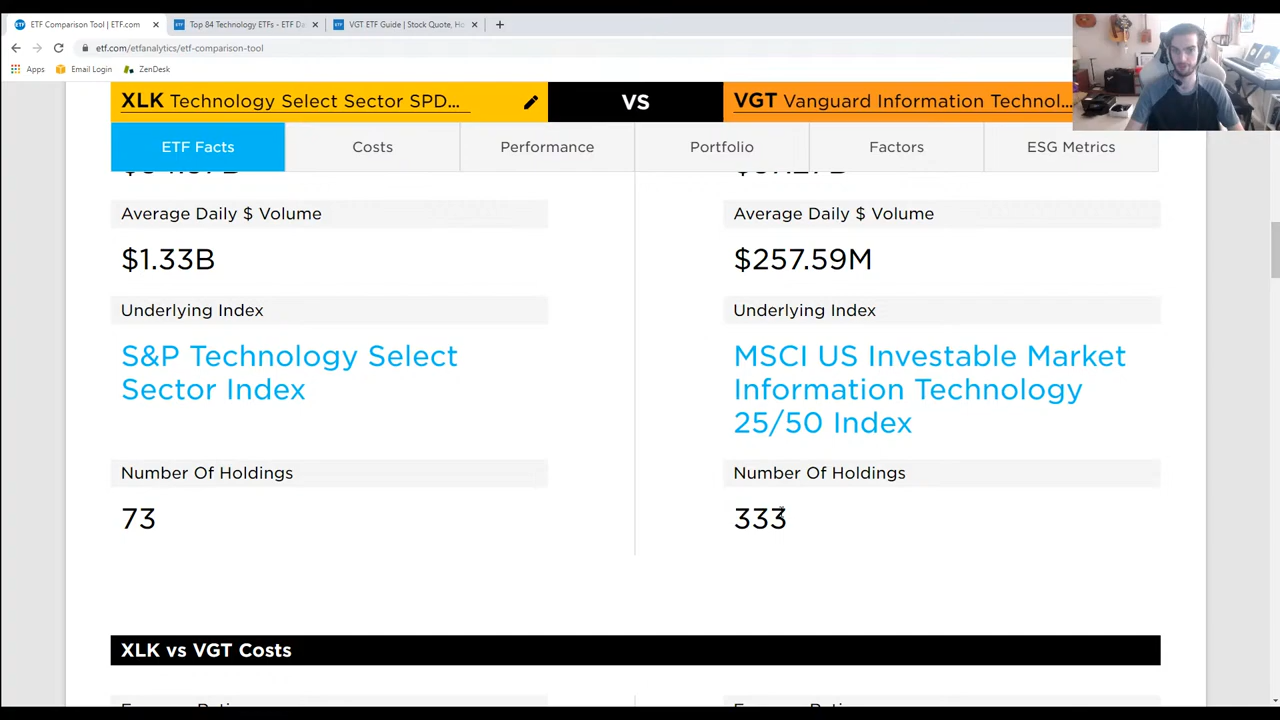 ETF Comparison Tool | ETF.com
Top 84 Technology ETFs - ETF Da
VGT ETF Guide | Stock Quote, Ho
etf.com/etfanalytics/etf-comparison-tool
Apps
Email Login
ZenDesk
XLK Technology Select Sector SPD...
VS
VGT Vanguard Information Technol...
ETF Facts
Costs
Performance
Portfolio
Factors
ESG Metrics
Average Daily $ Volume
Average Daily $ Volume
$1.33B
$257.59M
Underlying Index
Underlying Index
S&P Technology Select
Sector Index
MSCI US Investable Market
Information Technology
25/50 Index
Number Of Holdings
Number Of Holdings
73
333
XLK vs VGT Costs